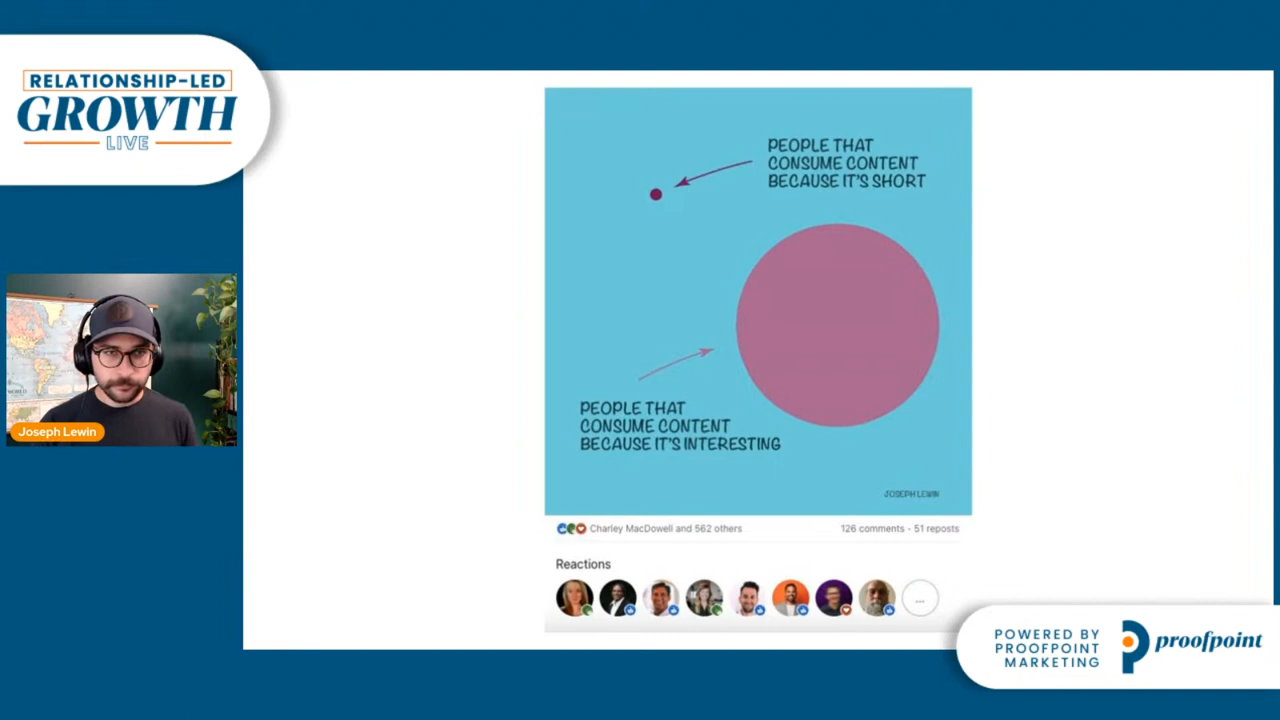 RELATIONSHIP-LED
GROWTH
LIVE
PEOPLE THAT
CONSUME CONTENT
BECAUSE IT'S SHORT
PEOPLE THAT
CONSUME CONTENT
BECAUSE IT'S INTERESTING
JOSEPH LEWIN
Joseph Lewin
Charley MacDowell and 562 others
126 comments - 51 reposts
Reactions
...
POWERED BY
PROOFPOINT
MARKETING
proofpoint